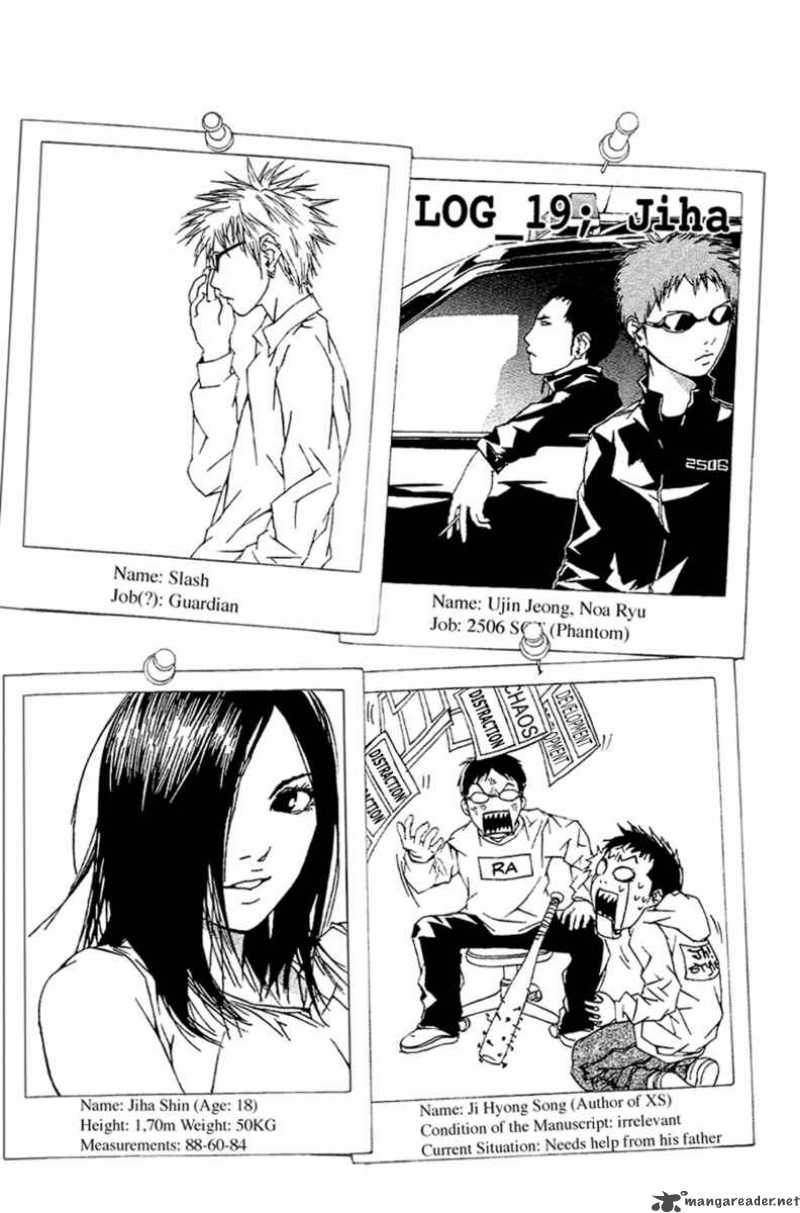 LOG_19; Jiha
2506
Name: Slash
Job(?): Guardian
Name: Ujin Jeong, Noa Ryu
Job: 2506 (Phantom)
DISTRACTION
CHAOS
DEVELOPMENT
DISTRACTION
RA
Name: Jiha Shin (Age: 18)
Height: 1,70m Weight: 50KG
Measurements: 88-60-84
Name: Ji Hyong Song (Author of XS)
Condition of the Manuscript: irrelevant
Current Situation: Needs help from his father
mangareader.net